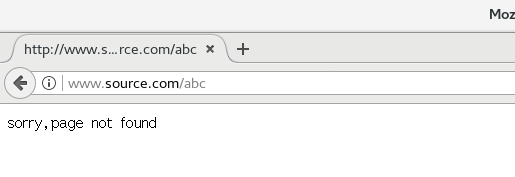 Moz
http://www.s...rce.com/abc
www.source.com/abc
sorry,page not found